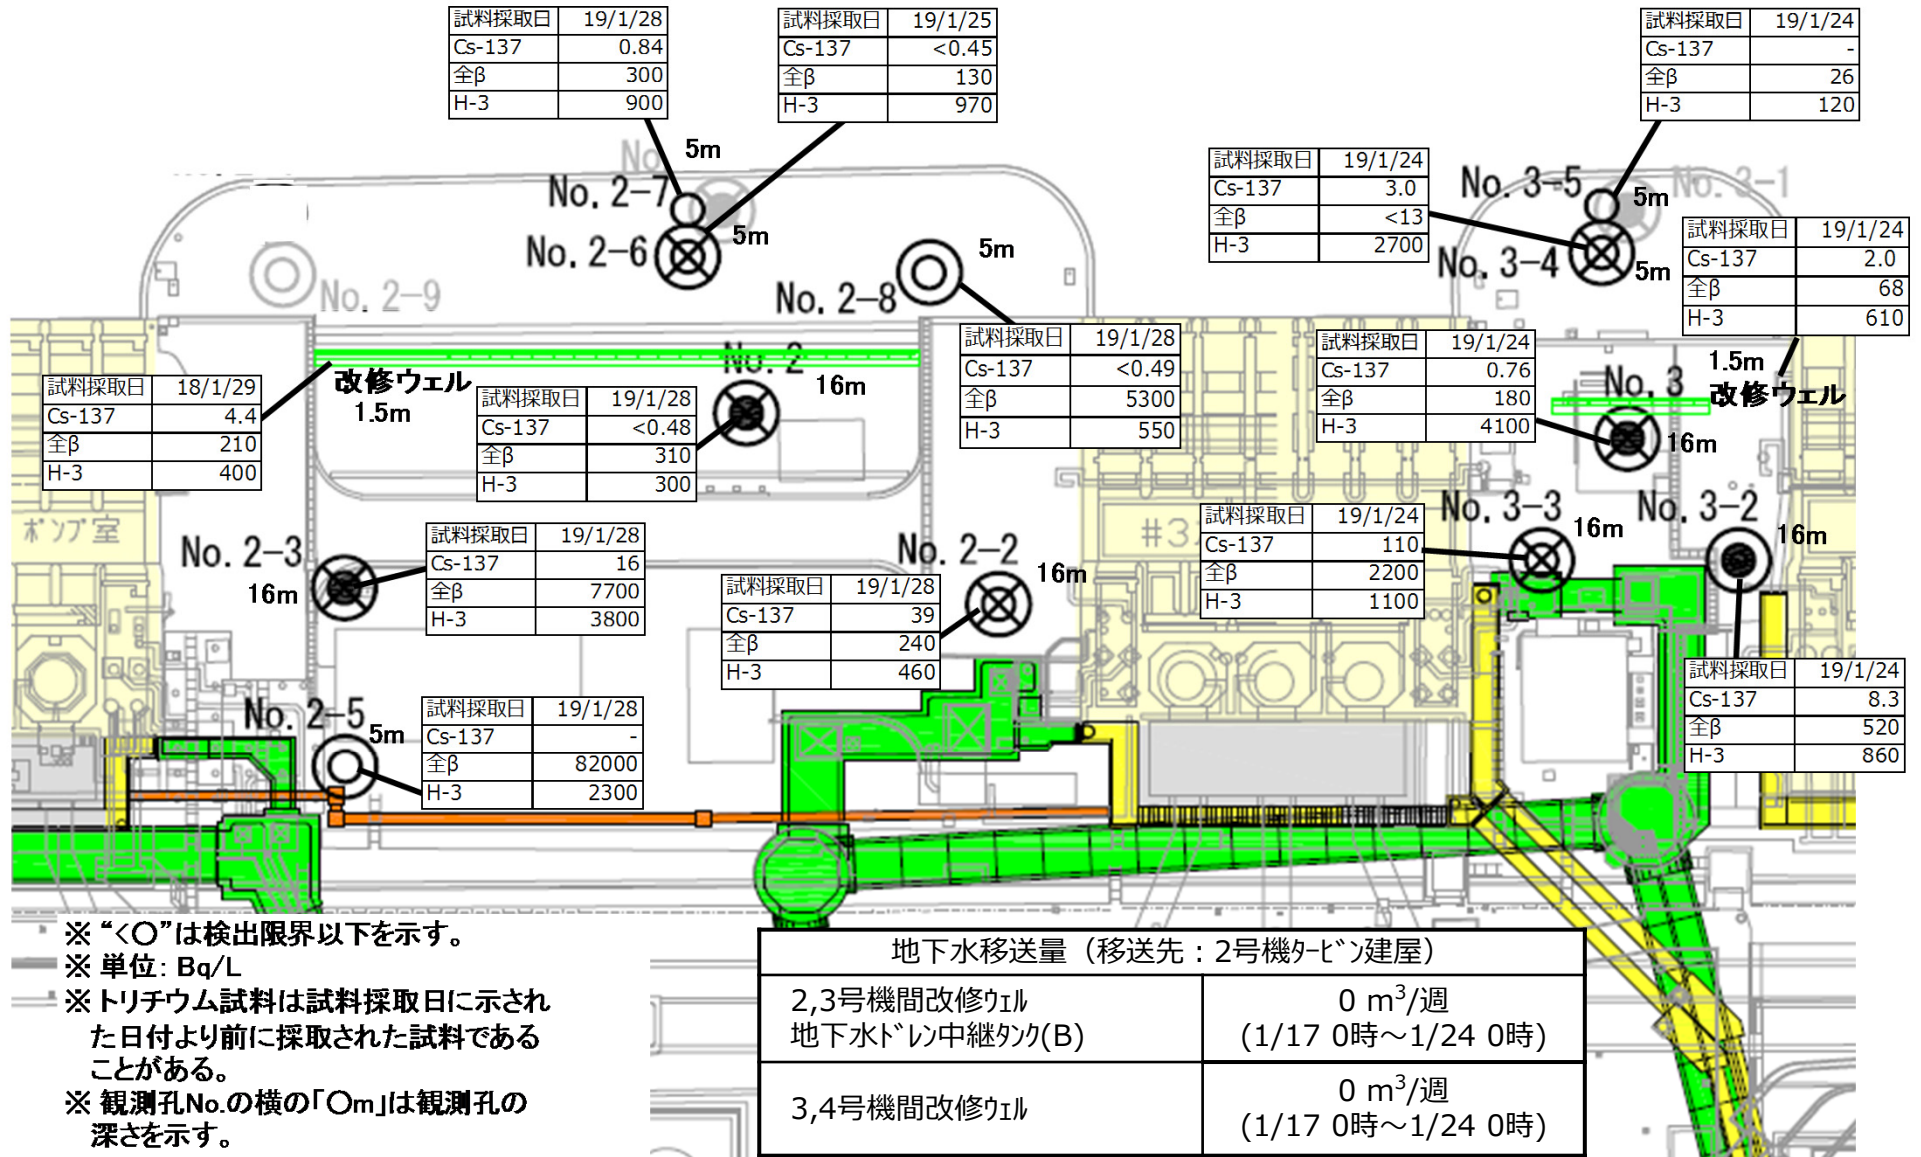 試料採取日 19/1/28
Cs-137 0.84
全β 300
H-3 900
試料採取日 19/1/25
Cs-137 <0.45
全β 130
H-3 970
試料採取日 19/1/24
Cs-137 -
全β 26
H-3 120
No
5m
No. 2-7
No. 2-6
5m
試料採取日 19/1/24
Cs-137 3.0
全β <13
H-3 2700
No. 3-5
5m
No. 3-1
No. 3-4
5m
試料採取日 19/1/24
Cs-137 2.0
全β 68
H-3 610
No. 2-9
No. 2-8
5m
試料採取日 19/1/28
Cs-137 <0.49
全β 5300
H-3 550
試料採取日 19/1/24
Cs-137 0.76
全β 180
H-3 4100
1.5m
改修ウェル
No. 3
16m
試料採取日 18/1/29
Cs-137 4.4
全β 210
H-3 400
改修ウェル
1.5m
No. 2
16m
試料採取日 19/1/28
Cs-137 <0.48
全β 310
H-3 300
ポンプ室
No. 2-3
16m
試料採取日 19/1/28
Cs-137 16
全β 7700
H-3 3800
No. 2-2
16m
試料採取日 19/1/28
Cs-137 39
全β 240
H-3 460
#3
試料採取日 19/1/24
Cs-137 110
全β 2200
H-3 1100
No. 3-3
16m
No. 3-2
16m
試料採取日 19/1/24
Cs-137 8.3
全β 520
H-3 860
No. 2-5
5m
試料採取日 19/1/28
Cs-137 -
全β 82000
H-3 2300
※ “<○”は検出限界以下を示す。
※ 単位: Bq/L
※ トリチウム試料は試料採取日に示され
た日付より前に採取された試料である
ことがある。
※ 観測孔No.の横の「○m」は観測孔の
深さを示す。
地下水移送量（移送先：2号機ﾀｰﾋﾞﾝ建屋）
2,3号機間改修ｳｪﾙ
地下水ﾄﾞﾚﾝ中継ﾀﾝｸ(B)
0 m³/週
(1/17 0時～1/24 0時)
3,4号機間改修ｳｪﾙ
0 m³/週
(1/17 0時～1/24 0時)